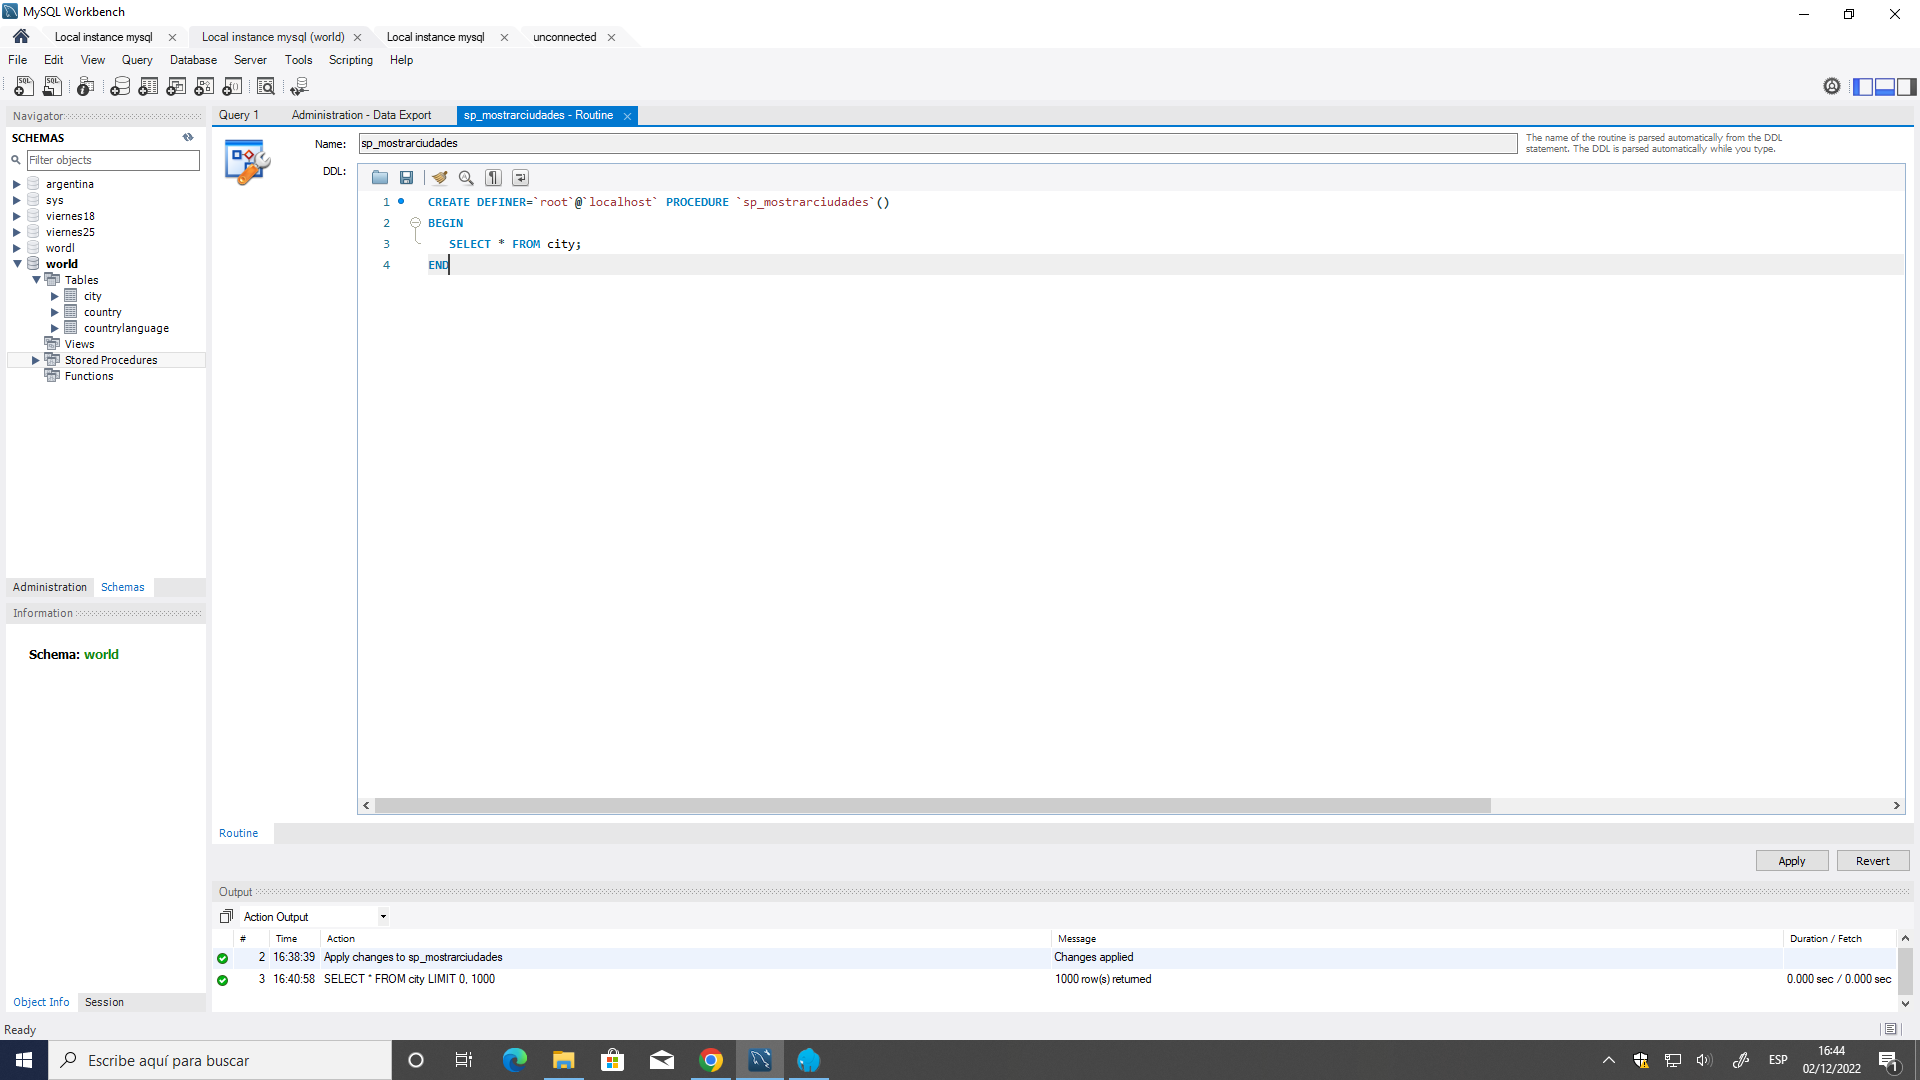 MySQL Workbench
Local instance mysql
Local instance mysql (world)
Local instance mysql
unconnected
File Edit View Query Database Server Tools Scripting Help
Navigator
SCHEMAS
Filter objects
argentina
sys
viernes18
viernes25
wordl
world
Tables
city
country
countrylanguage
Views
Stored Procedures
Functions
Administration Schemas
Information
Schema: world
Object Info Session
Query 1
Administration - Data Export
sp_mostrarciudades - Routine
Name:
sp_mostrarciudades
The name of the routine is parsed automatically from the DDL
statement. The DDL is parsed automatically while you type.
DDL:
1 CREATE DEFINER=`root`@`localhost` PROCEDURE `sp_mostrarciudades`()
2 BEGIN
3 SELECT * FROM city;
4 END
Routine
Apply Revert
Output
Action Output
# Time Action Message Duration / Fetch
2 16:38:39 Apply changes to sp_mostrarciudades Changes applied
3 16:40:58 SELECT * FROM city LIMIT 0, 1000 1000 row(s) returned 0.000 sec / 0.000 sec
Ready
Escribe aquí para buscar
ESP
16:44
02/12/2022
1